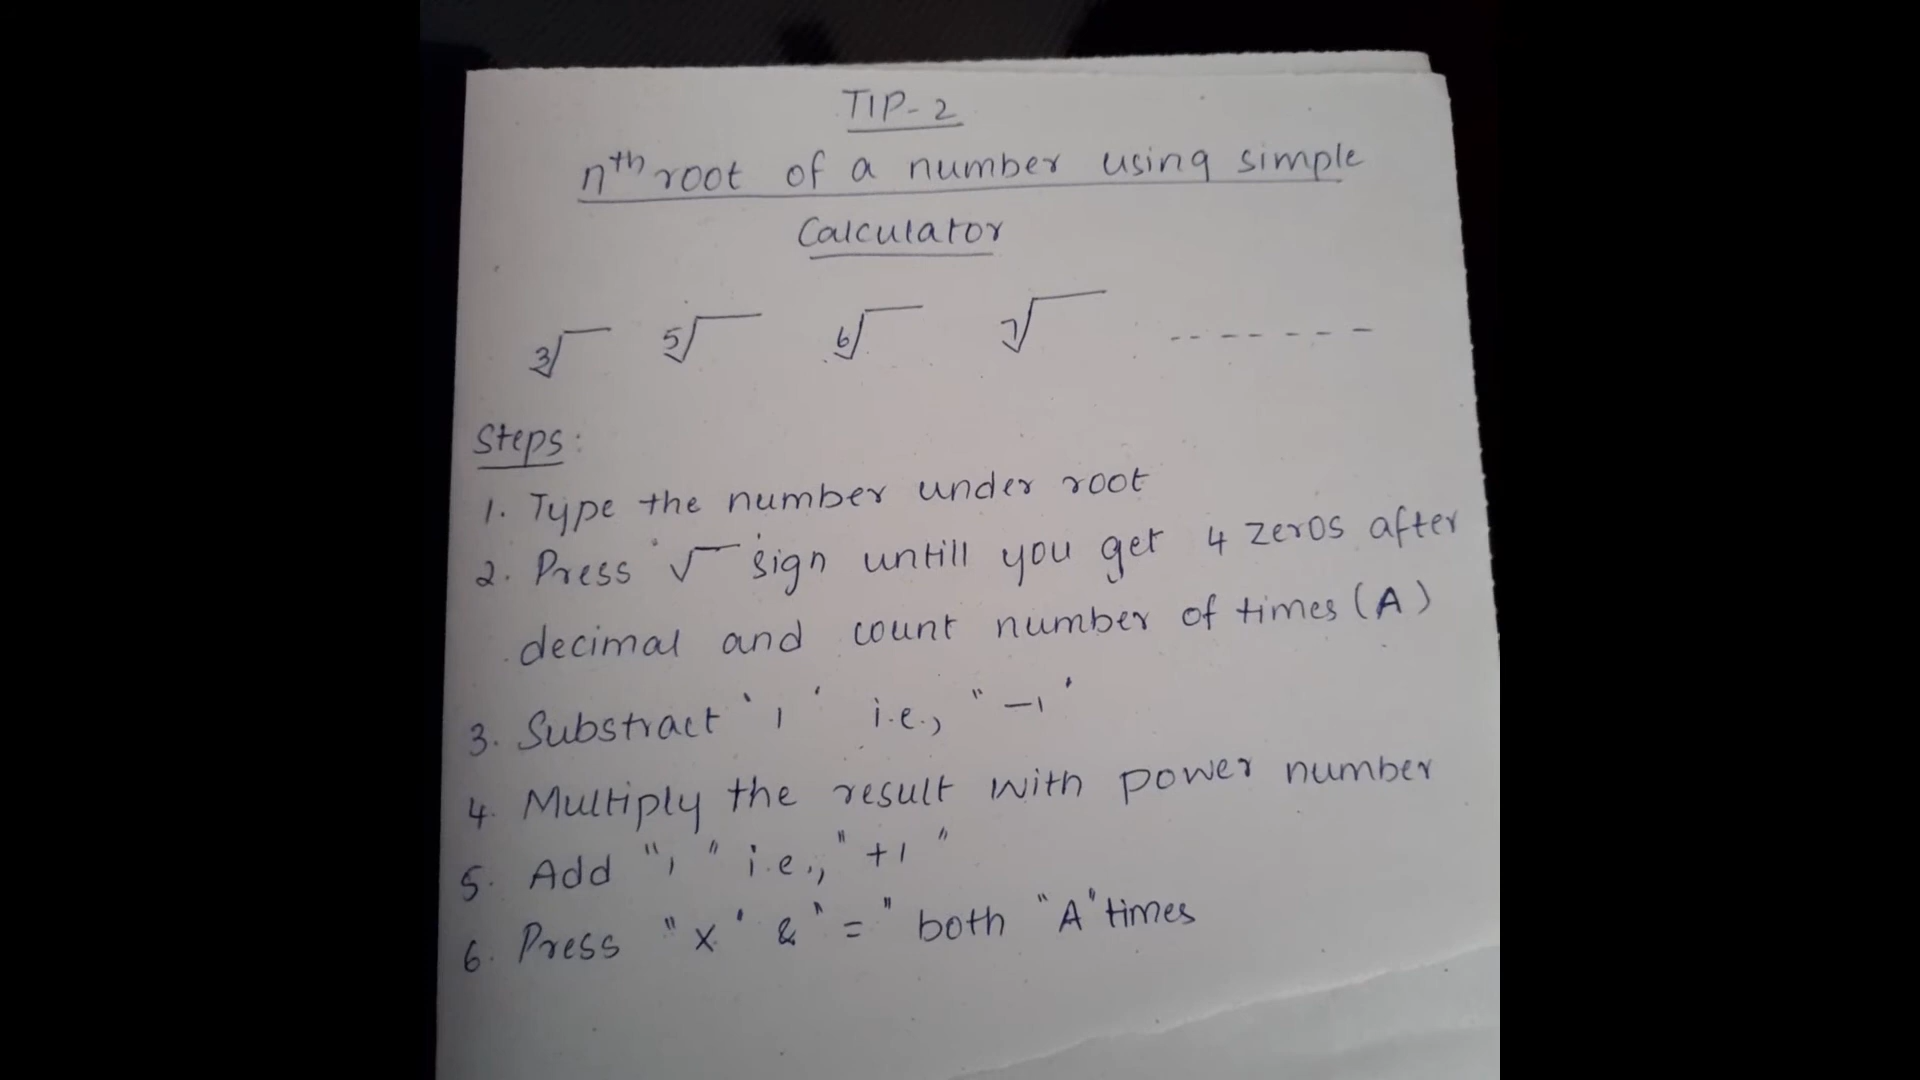 TIP-2
nth root of a number using simple
Calculator
3√ 5√ 6√ 7√ -------
Steps:
1. Type the number under root
2. Press '√' sign untill you get 4 zeros after
decimal and count number of times (A)
3. Substract '1' i.e., "-1'
4. Multiply the result with power number
5. Add "1" i.e., "+1"
6. Press "x' & "=" both "A" times